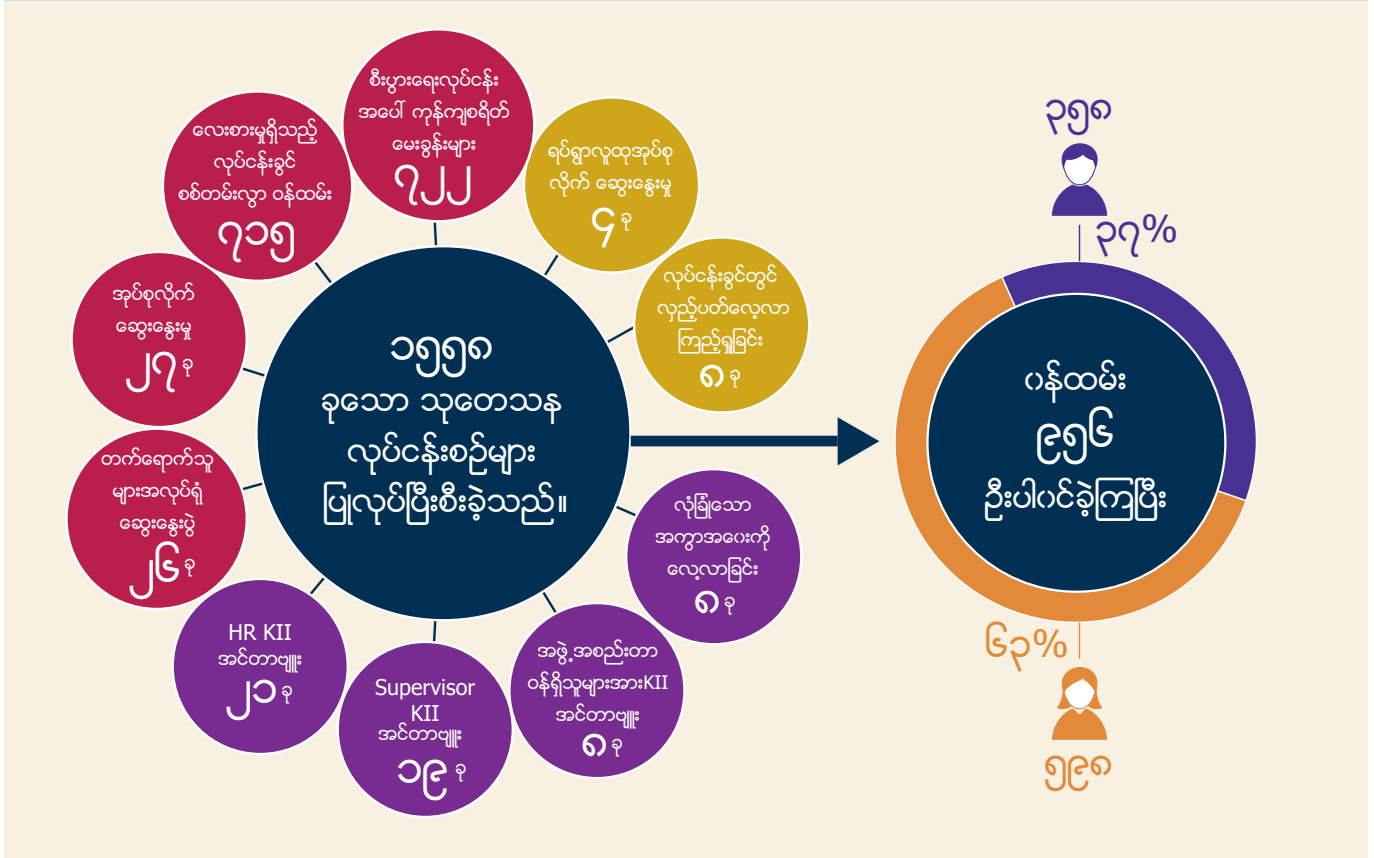 စီးပွားရေးလုပ်ငန်း
အပေါ် ကုန်ကျစရိတ်
မေးခွန်းများ
၇၂၂
ရပ်ရွာလူထုအုပ်စု
လိုက် ဆွေးနွေးမှု
၄ ခု
လုပ်ငန်းခွင်တွင်
လှည့်ပတ်လေ့လာ
ကြည့်ရှုခြင်း
၈ ခု
လုံခြုံသော
အကွာအဝေးကို
လေ့လာခြင်း
၈ ခု
အဖွဲ့အစည်းတာ
ဝန်ရှိသူများအားKII
အင်တာဗျူး
၈ ခု
Supervisor
KII
အင်တာဗျူး
၁၉ ခု
HR KII
အင်တာဗျူး
၂၁ ခု
တက်ရောက်သူ
များအလုပ်ရုံ
ဆွေးနွေးပွဲ
၂၆ ခု
အုပ်စုလိုက်
ဆွေးနွေးမှု
၂၇ ခု
လေးစားမှုရှိသည့်
လုပ်ငန်းခွင်
စစ်တမ်းလွှာ ဝန်ထမ်း
၇၁၅
၁၅၅၈
ခုသော သုတေသန
လုပ်ငန်းစဉ်များ
ပြုလုပ်ပြီးစီးခဲ့သည်။
၃၅၈
၃၇%
ဝန်ထမ်း
၉၅၆
ဦးပါဝင်ခဲ့ကြပြီး
၆၃%
၅၉၈